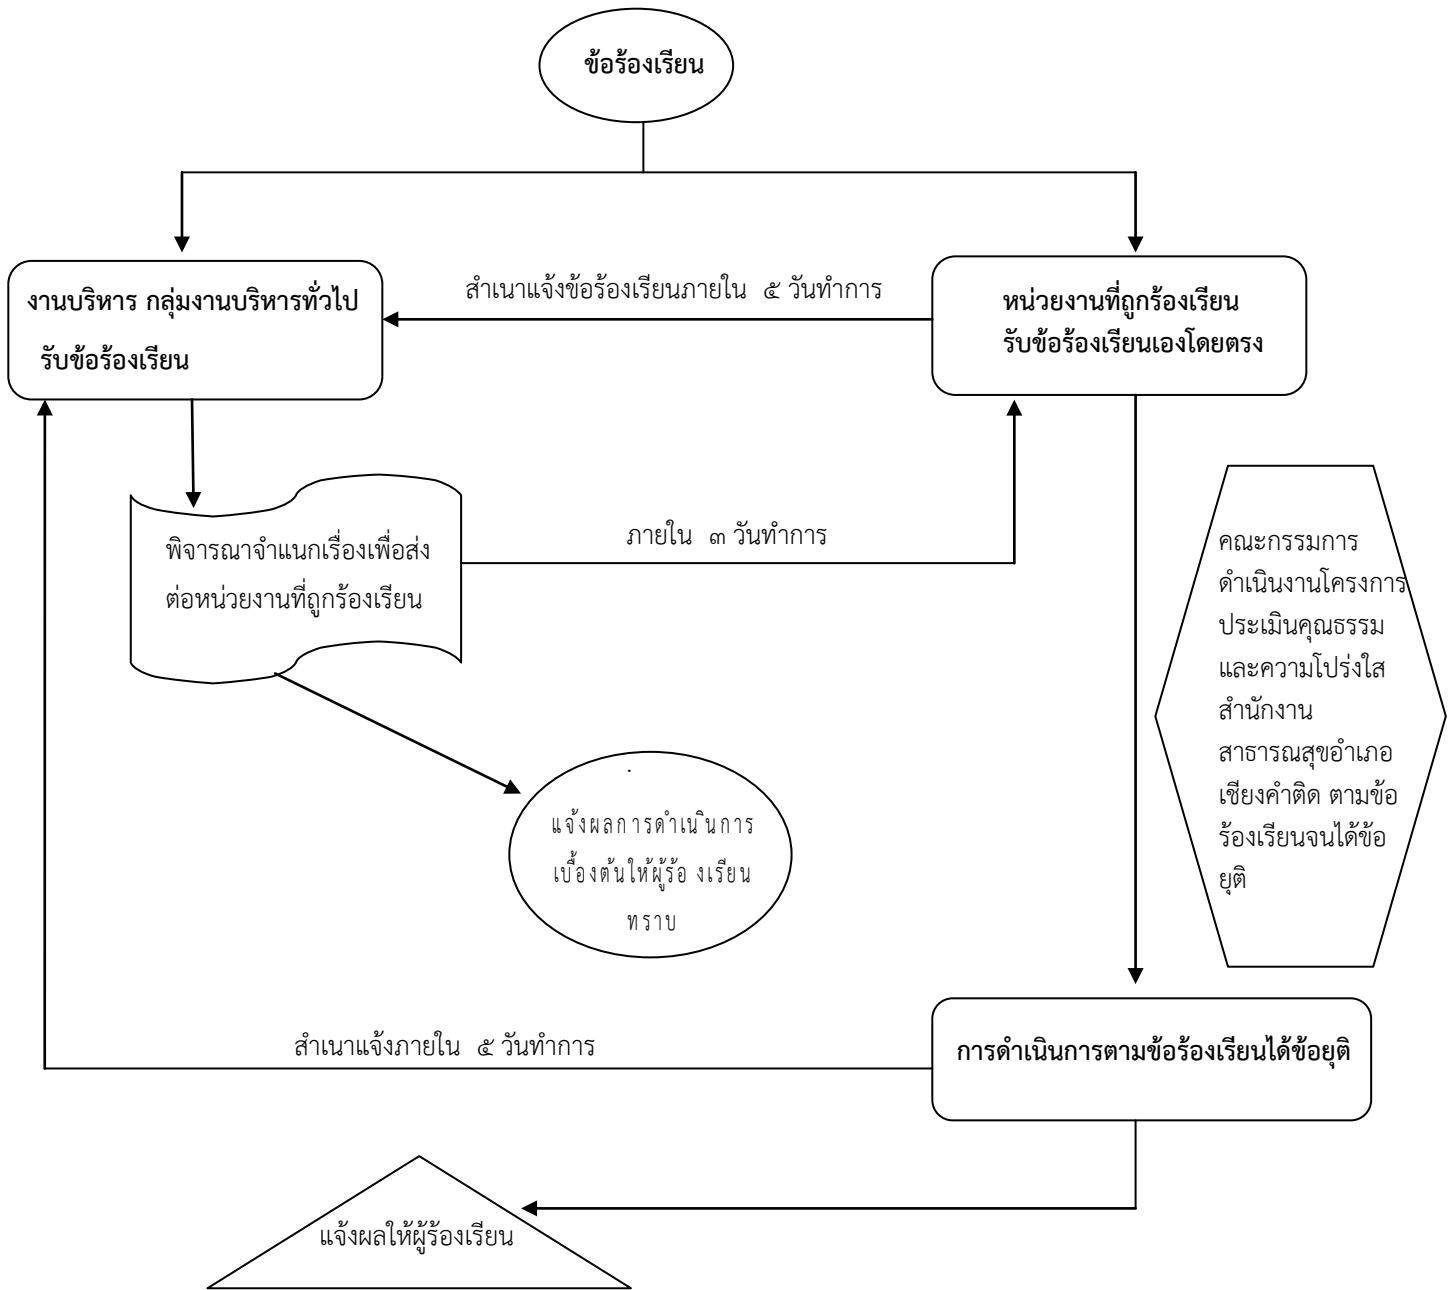 ข้อร้องเรียน
งานบริหาร กลุ่มงานบริหารทั่วไป
รับข้อร้องเรียน
สำเนาแจ้งข้อร้องเรียนภายใน ๕ วันทำการ
หน่วยงานที่ถูกร้องเรียน
รับข้อร้องเรียนเองโดยตรง
พิจารณาจำแนกเรื่องเพื่อส่ง
ต่อหน่วยงานที่ถูกร้องเรียน
ภายใน ๓ วันทำการ
คณะกรรมการ
ดำเนินงานโครงการ
ประเมินคุณธรรม
และความโปร่งใส
สำนักงาน
สาธารณสุขอำเภอ
เชียงคำติด ตามข้อ
ร้องเรียนจนได้ข้อ
ยุติ
.
แจ้งผลการดำเนินการ
เบื้องต้นให้ผู้ร้อ งเรียน
ทราบ
สำเนาแจ้งภายใน ๕ วันทำการ
การดำเนินการตามข้อร้องเรียนได้ข้อยุติ
แจ้งผลให้ผู้ร้องเรียน